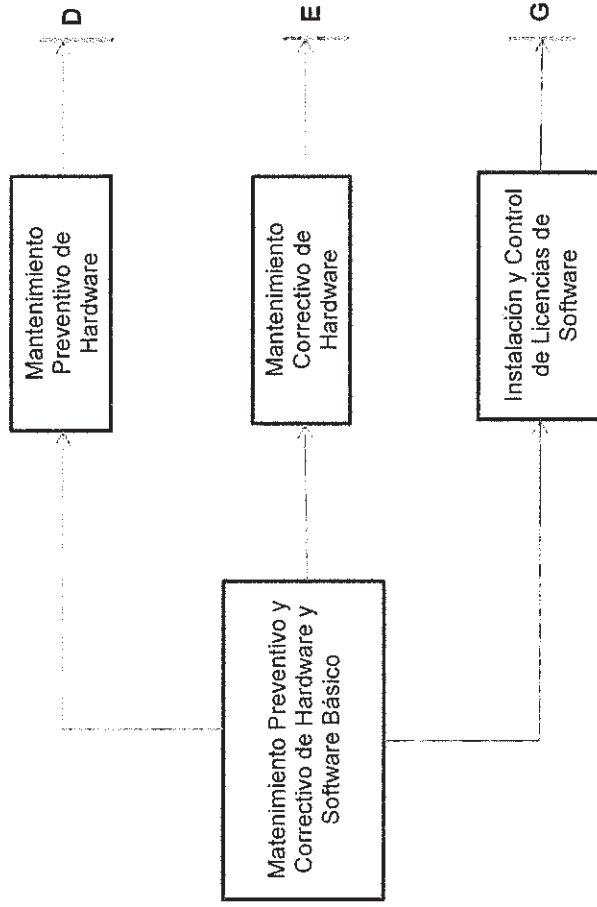 Matenimiento Preventivo y
Correctivo de Hardware y
Software Básico
Mantenimiento
Preventivo de
Hardware
D
Mantenimiento
Correctivo de
Hardware
E
Instalación y Control
de Licencias de
Software
G